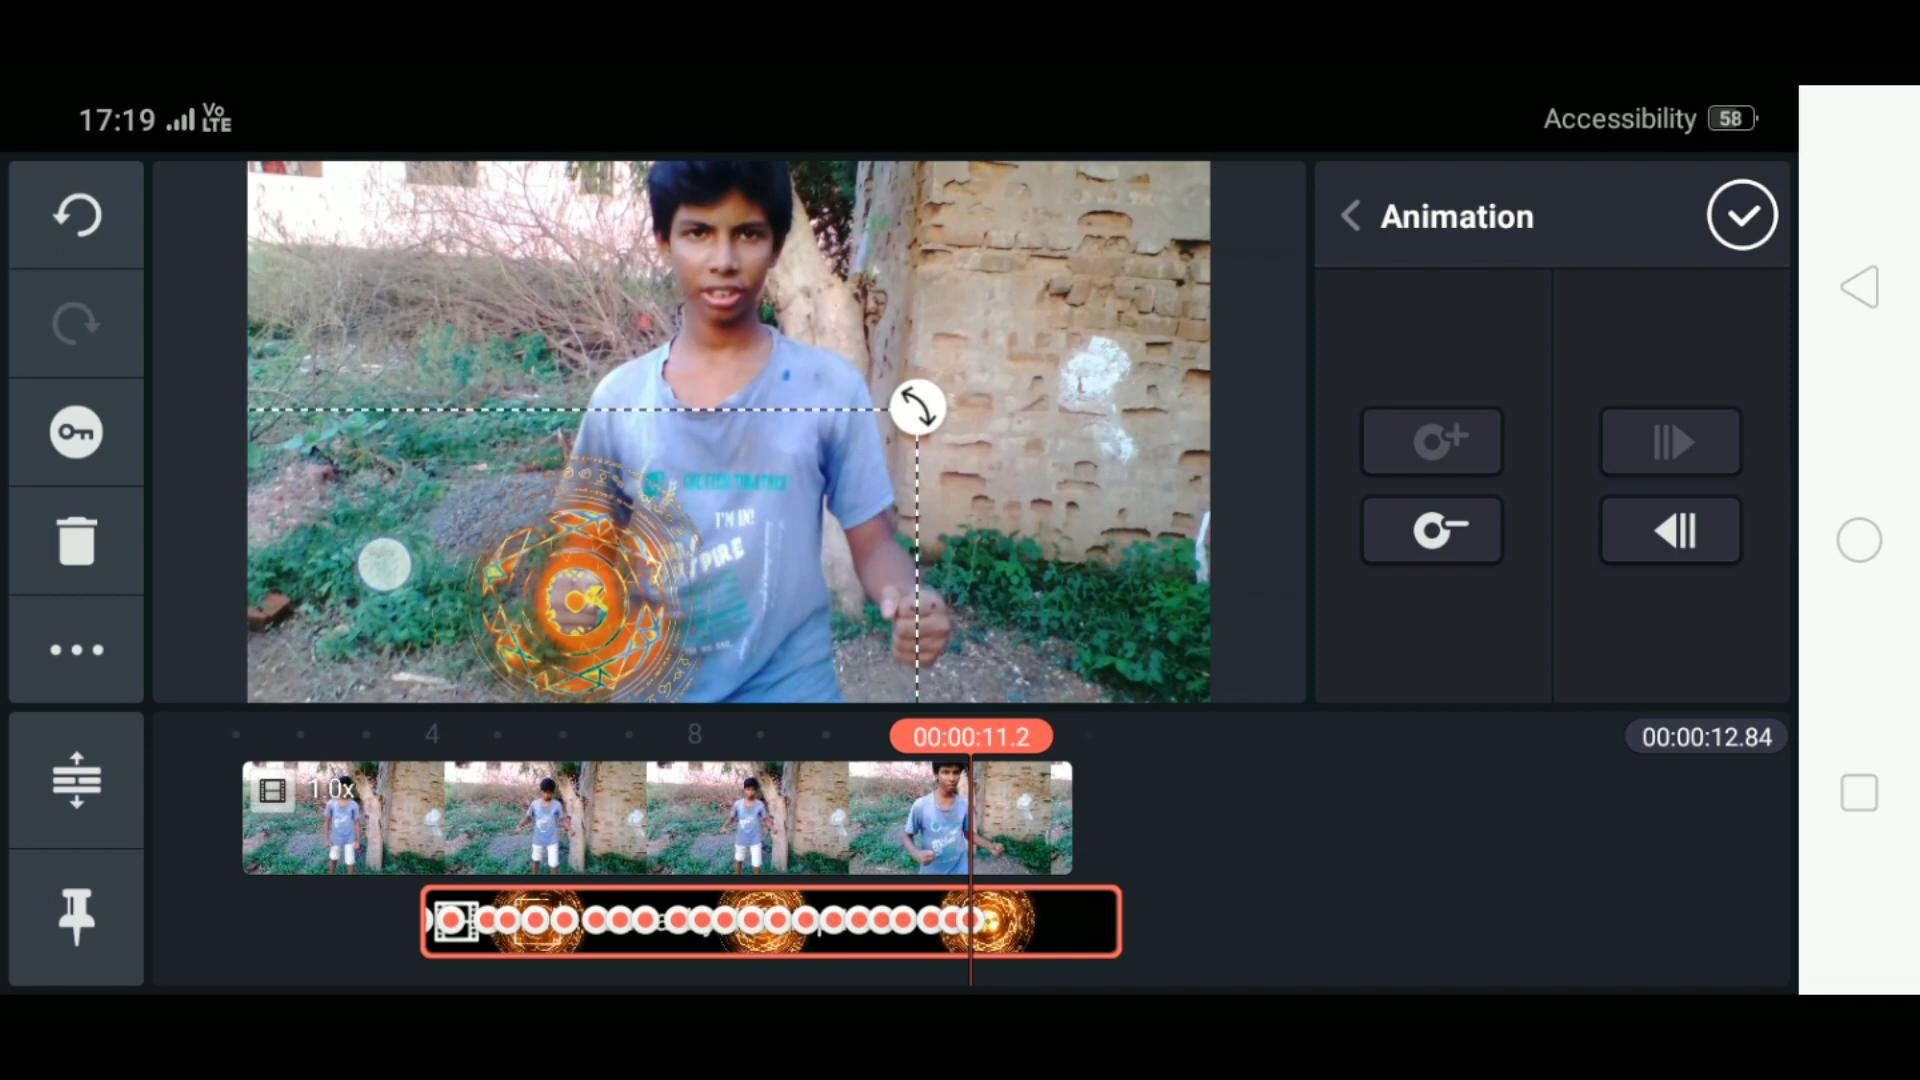 17:19 Vo LTE
Accessibility 58
Animation
I'M IN!
SPIRE
4
8
00:00:11.2
00:00:12.84
1.0x